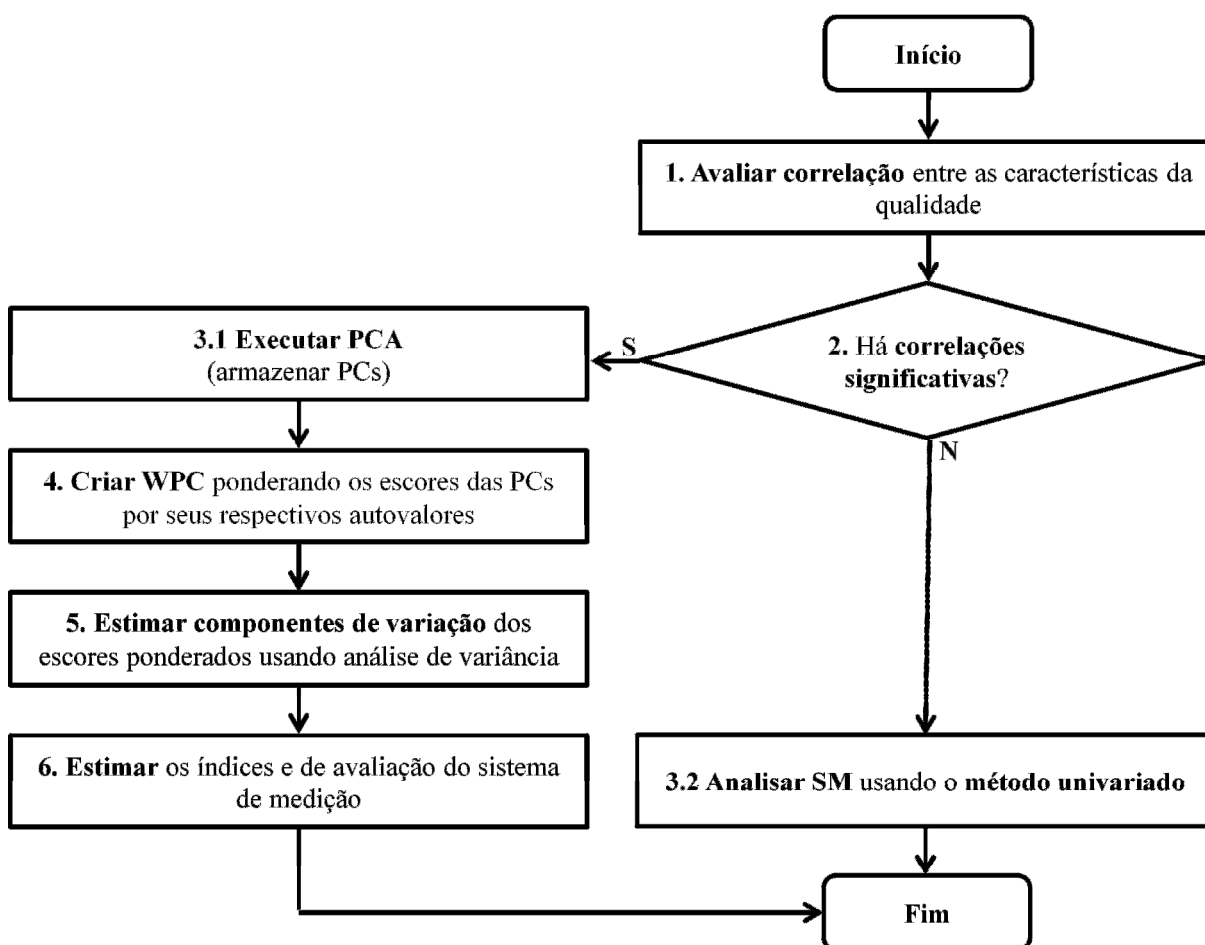 Início
1. Avaliar correlação entre as características da
qualidade
2. Há correlações
significativas?
S
N
3.1 Executar PCA
(armazenar PCs)
4. Criar WPC ponderando os escores das PCs
por seus respectivos autovalores
5. Estimar componentes de variação dos
escores ponderados usando análise de variância
6. Estimar os índices e de avaliação do sistema
de medição
3.2 Analisar SM usando o método univariado
Fim